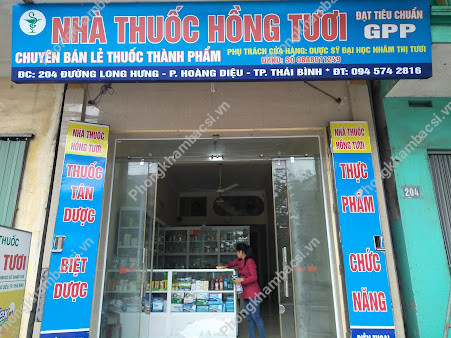 NHÀ THUỐC HỒNG TƯƠI
ĐẠT TIÊU CHUẨN
GPP
CHUYÊN BÁN LẺ THUỐC THÀNH PHẨM
PHỤ TRÁCH CỬA HÀNG: DƯỢC SỸ ĐẠI HỌC NHÂM THỊ TƯƠI
ĐC: 204 ĐƯỜNG LONG HƯNG - P. HOÀNG DIỆU - TP. THÁI BÌNH * ĐT: 094 574 2816
NHÀ THUỐC
HỒNG TƯƠI
THUỐC
TÂN
DƯỢC
BIỆT
DƯỢC
NHÀ THUỐC
HỒNG TƯƠI
THỰC
PHẨM
CHỨC
NĂNG
ĐIỆN THOẠI
204
THUỐC
TƯƠI
Phongkhambacsi.vn